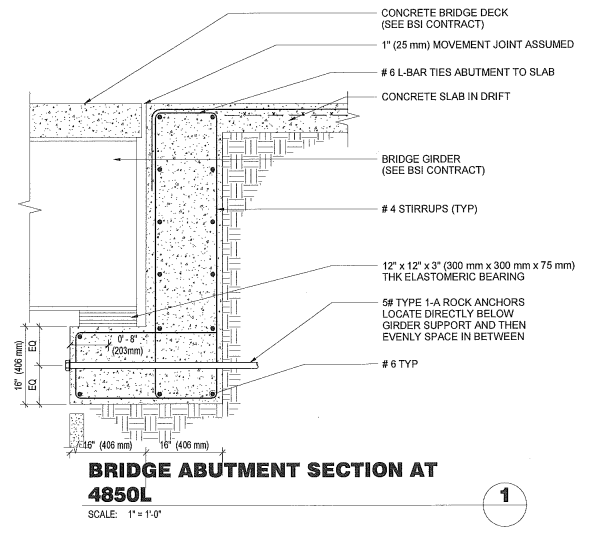 CONCRETE BRIDGE DECK
(SEE BSI CONTRACT)
1" (25 mm) MOVEMENT JOINT ASSUMED
# 6 L-BAR TIES ABUTMENT TO SLAB
CONCRETE SLAB IN DRIFT
BRIDGE GIRDER
(SEE BSI CONTRACT)
# 4 STIRRUPS (TYP)
12" x 12" x 3" (300 mm x 300 mm x 75 mm)
THK ELASTOMERIC BEARING
5# TYPE 1-A ROCK ANCHORS
LOCATE DIRECTLY BELOW
GIRDER SUPPORT AND THEN
EVENLY SPACE IN BETWEEN
# 6 TYP
0' - 8"
(203mm)
16" (406 mm)
EQ
EQ
16" (406 mm)
16" (406 mm)
BRIDGE ABUTMENT SECTION AT
4850L
SCALE: 1" = 1'-0"
1